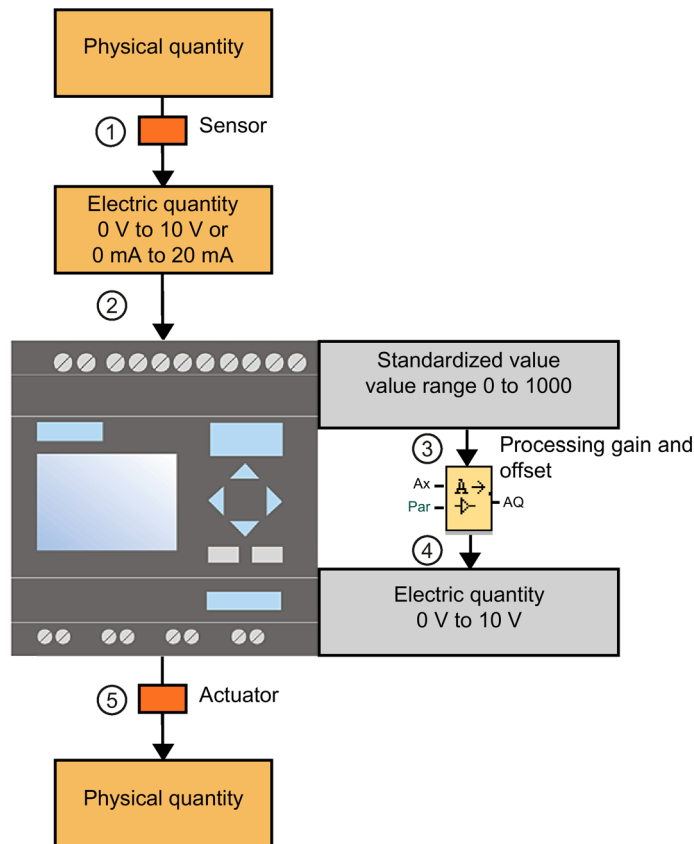 Physical quantity
1
Sensor
Electric quantity
0 V to 10 V or
0 mA to 20 mA
2
Standardized value
value range 0 to 1000
3
Processing gain and
offset
Ax
A→
Par
AQ
4
Electric quantity
0 V to 10 V
5
Actuator
Physical quantity